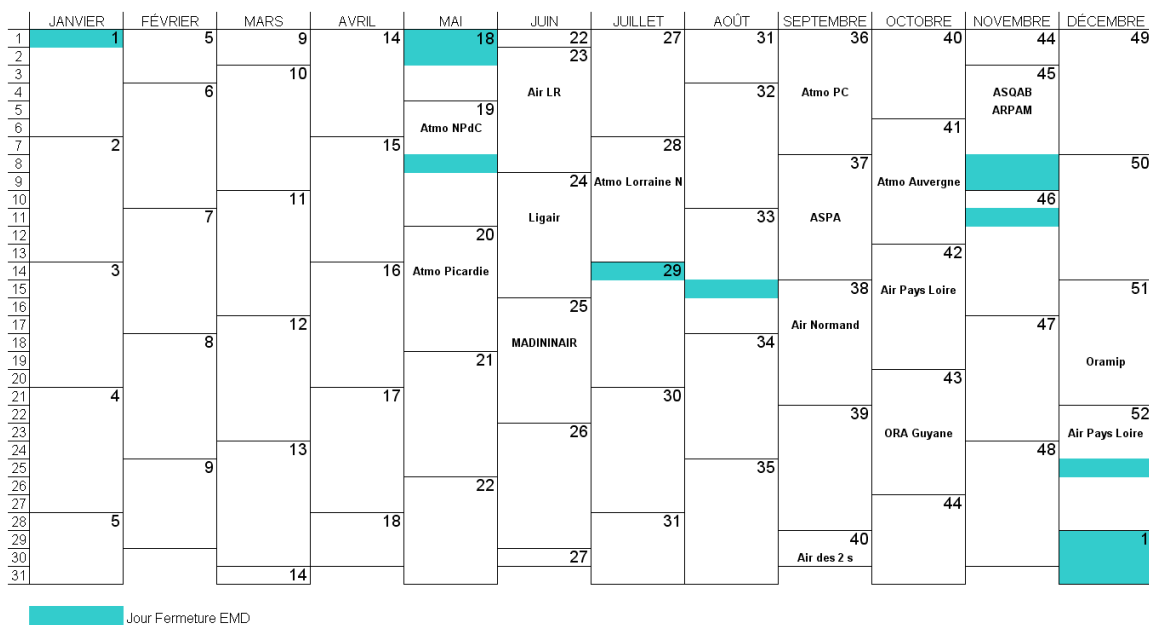 JANVIER FÉVRIER MARS AVRIL MAI JUIN JUILLET AOÛT SEPTEMBRE OCTOBRE NOVEMBRE DÉCEMBRE
1 1 5 9 14 18 22 27 31 36 40 44 49
2 23
3 10 45
4 6 Air LR 32 Atmo PC ASQAB
5 19 ARPAM
6 Atmo NPdC 41
7 2 15 28
8 37 50
9 24 Atmo Lorraine N Atmo Auvergne
10 11 46
11 7 Ligair 33 ASPA
12 20
13 42
14 3 16 Atmo Picardie 29
15 38 Air Pays Loire 51
16 25
17 12 Air Normand 47
18 8 MADININAIR 34
19 21 Oramip
20 43
21 4 17 30
22 39 52
23 26 ORA Guyane Air Pays Loire
24 13 48
25 9 35
26 22
27 44
28 5 18 31
29 40 1
30 27 Air des 2 s
31 14
Jour Fermeture EMD